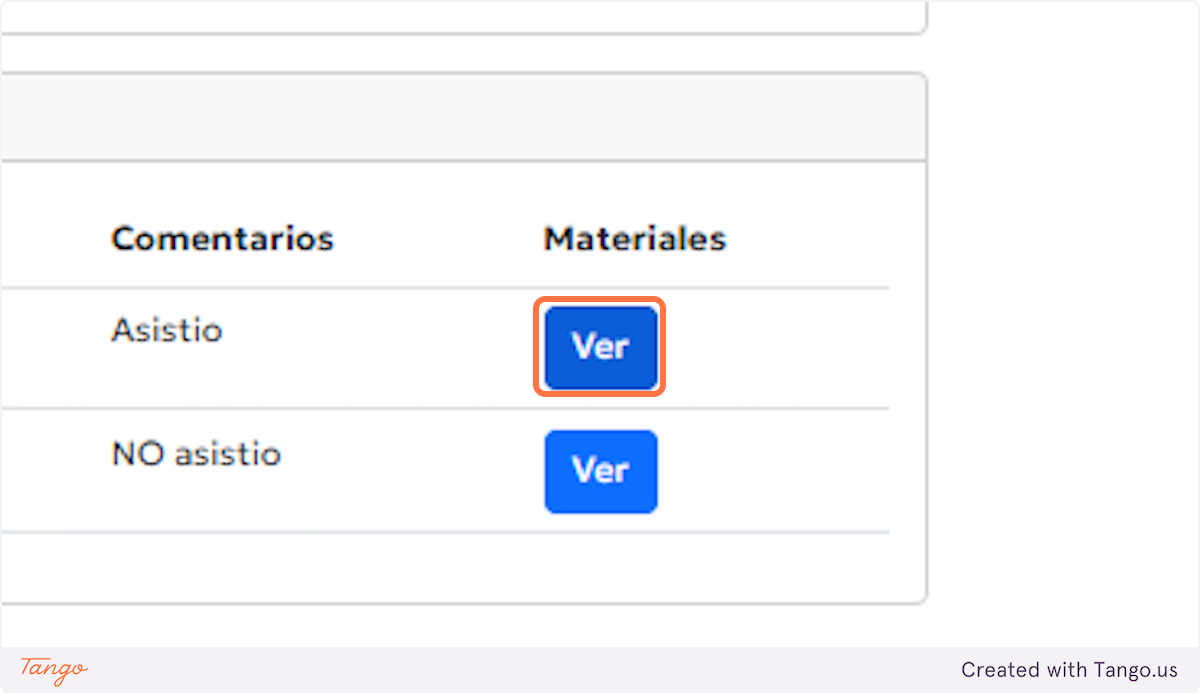 Comentarios Materiales
Asistio Ver
NO asistio Ver
Tango Created with Tango.us